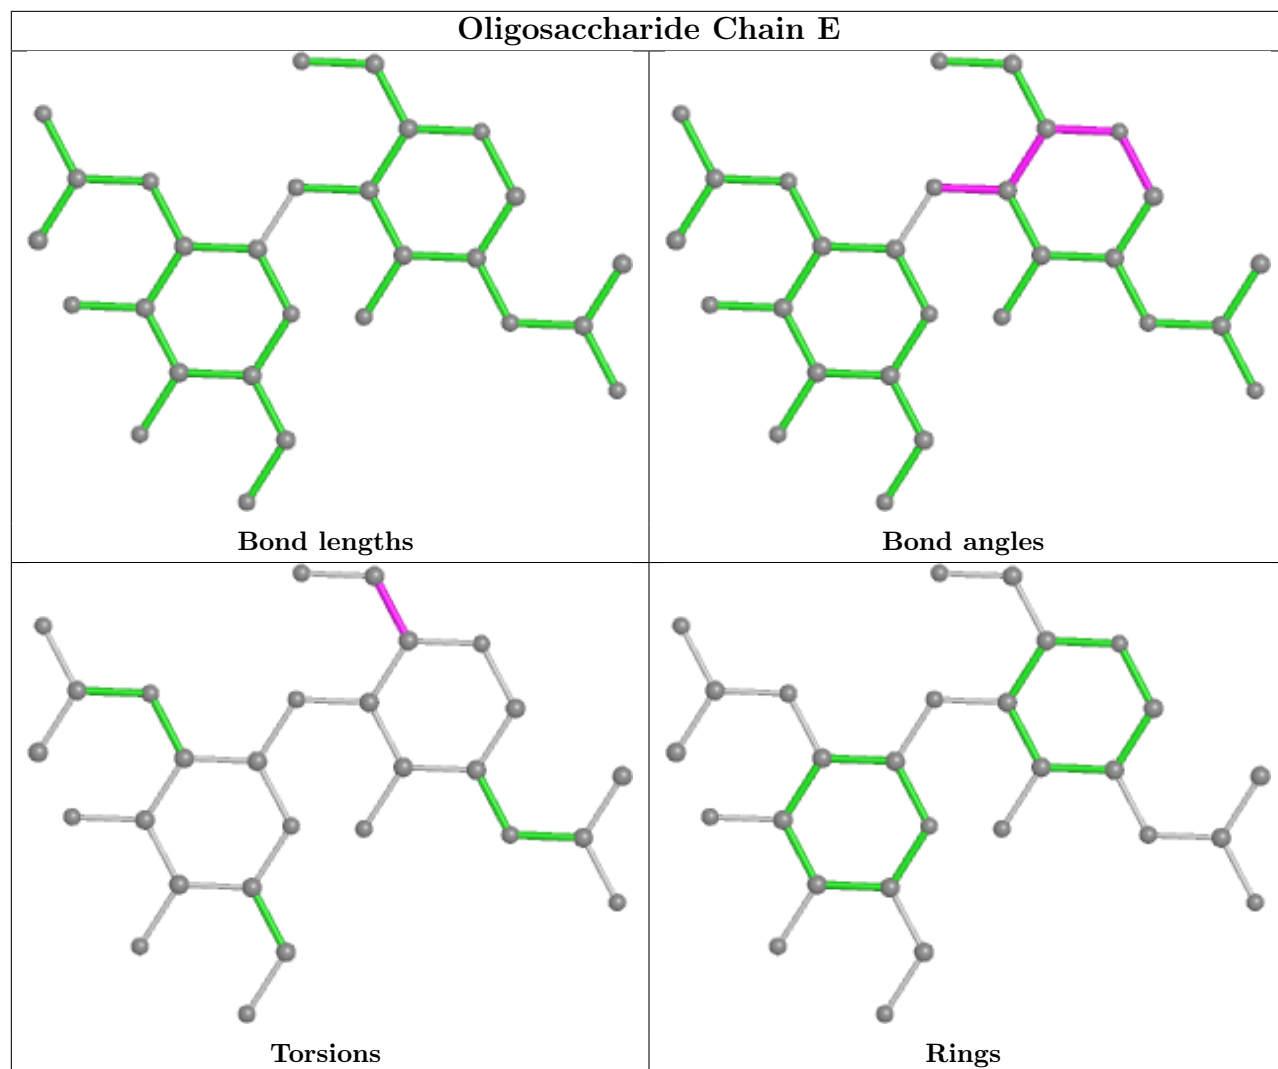 Oligosaccharide Chain E
Bond lengths
Bond angles
Torsions
Rings